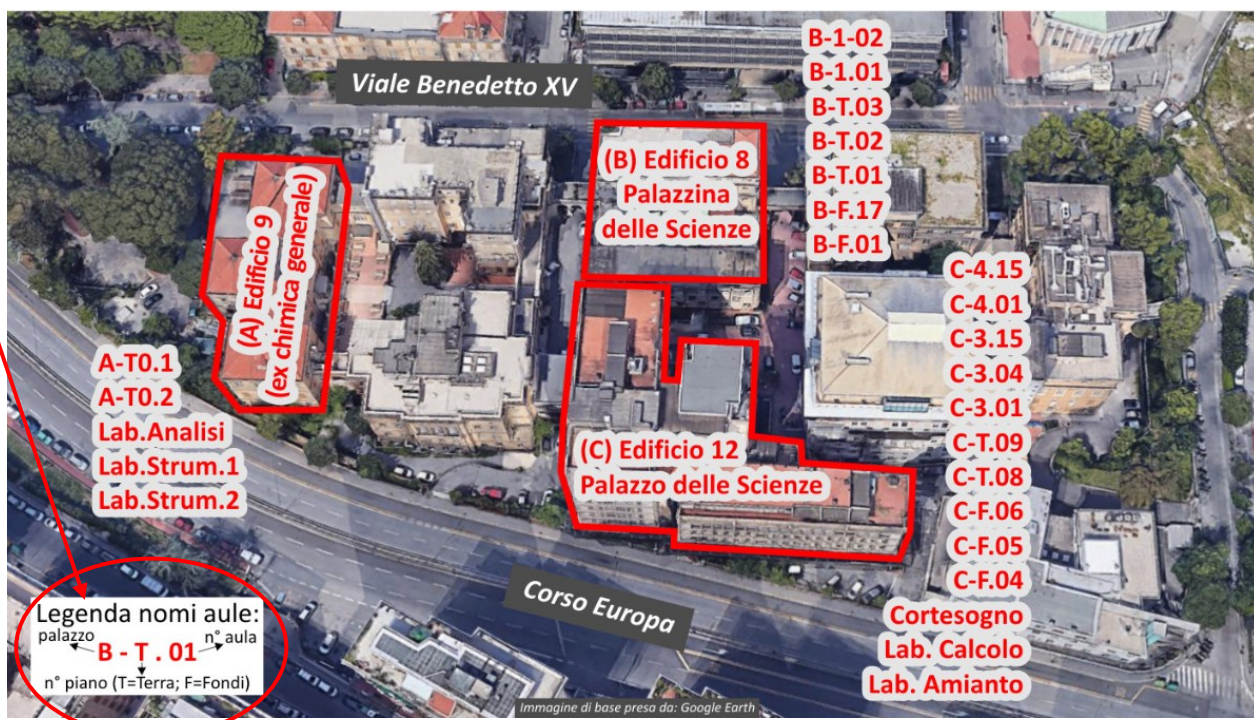 Viale Benedetto XV
(A) Edificio 9
(ex chimica generale)
(B) Edificio 8
Palazzina
delle Scienze
(C) Edificio 12
Palazzo delle Scienze
B-1-02
B-1.01
B-T.03
B-T.02
B-T.01
B-F.17
B-F.01
C-4.15
C-4.01
C-3.15
C-3.04
C-3.01
C-T.09
C-T.08
C-F.06
C-F.05
C-F.04
Cortesogno
Lab. Calcolo
Lab. Amianto
A-T0.1
A-T0.2
Lab.Analisi
Lab.Strum.1
Lab.Strum.2
Corso Europa
Legenda nomi aule:
palazzo n° aula
B - T . 01
n° piano (T=Terra; F=Fondi)
Immagine di base presa da: Google Earth